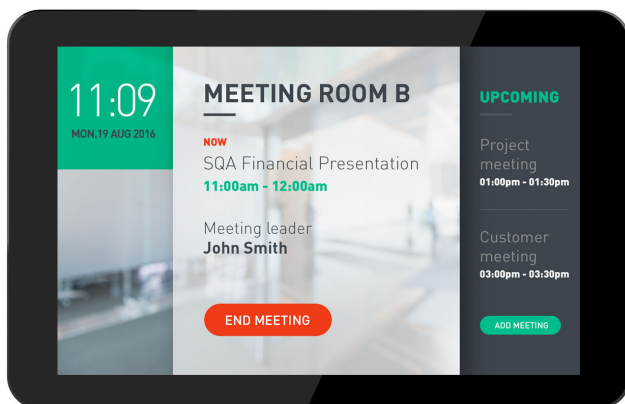 11:09
MON,19 AUG 2016
MEETING ROOM B
NOW
SQA Financial Presentation
11:00am - 12:00am
Meeting leader
John Smith
END MEETING
UPCOMING
Project
meeting
01:00pm - 01:30pm
Customer
meeting
03:00pm - 03:30pm
ADD MEETING